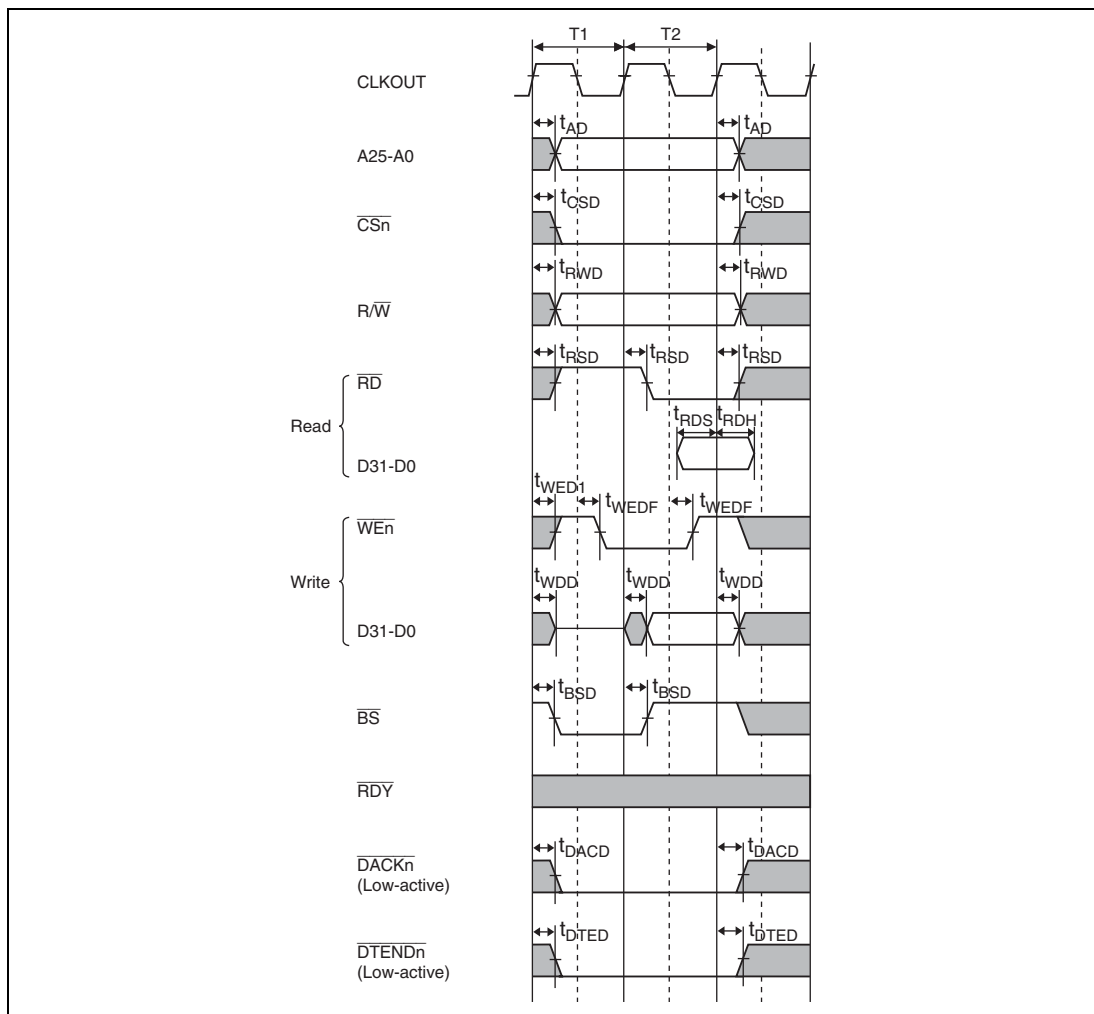 T1 T2
CLKOUT
tAD tAD
A25-A0
tCSD tCSD
CSn
tRWD tRWD
R/W
tRSD tRSD tRSD
RD
Read
tRDS tRDH
D31-D0
tWED1 tWEDF tWEDF
WEn
Write
tWDD tWDD tWDD
D31-D0
tBSD tBSD
BS
RDY
tDACD tDACD
DACKn
(Low-active)
tDTED tDTED
DTENDn
(Low-active)